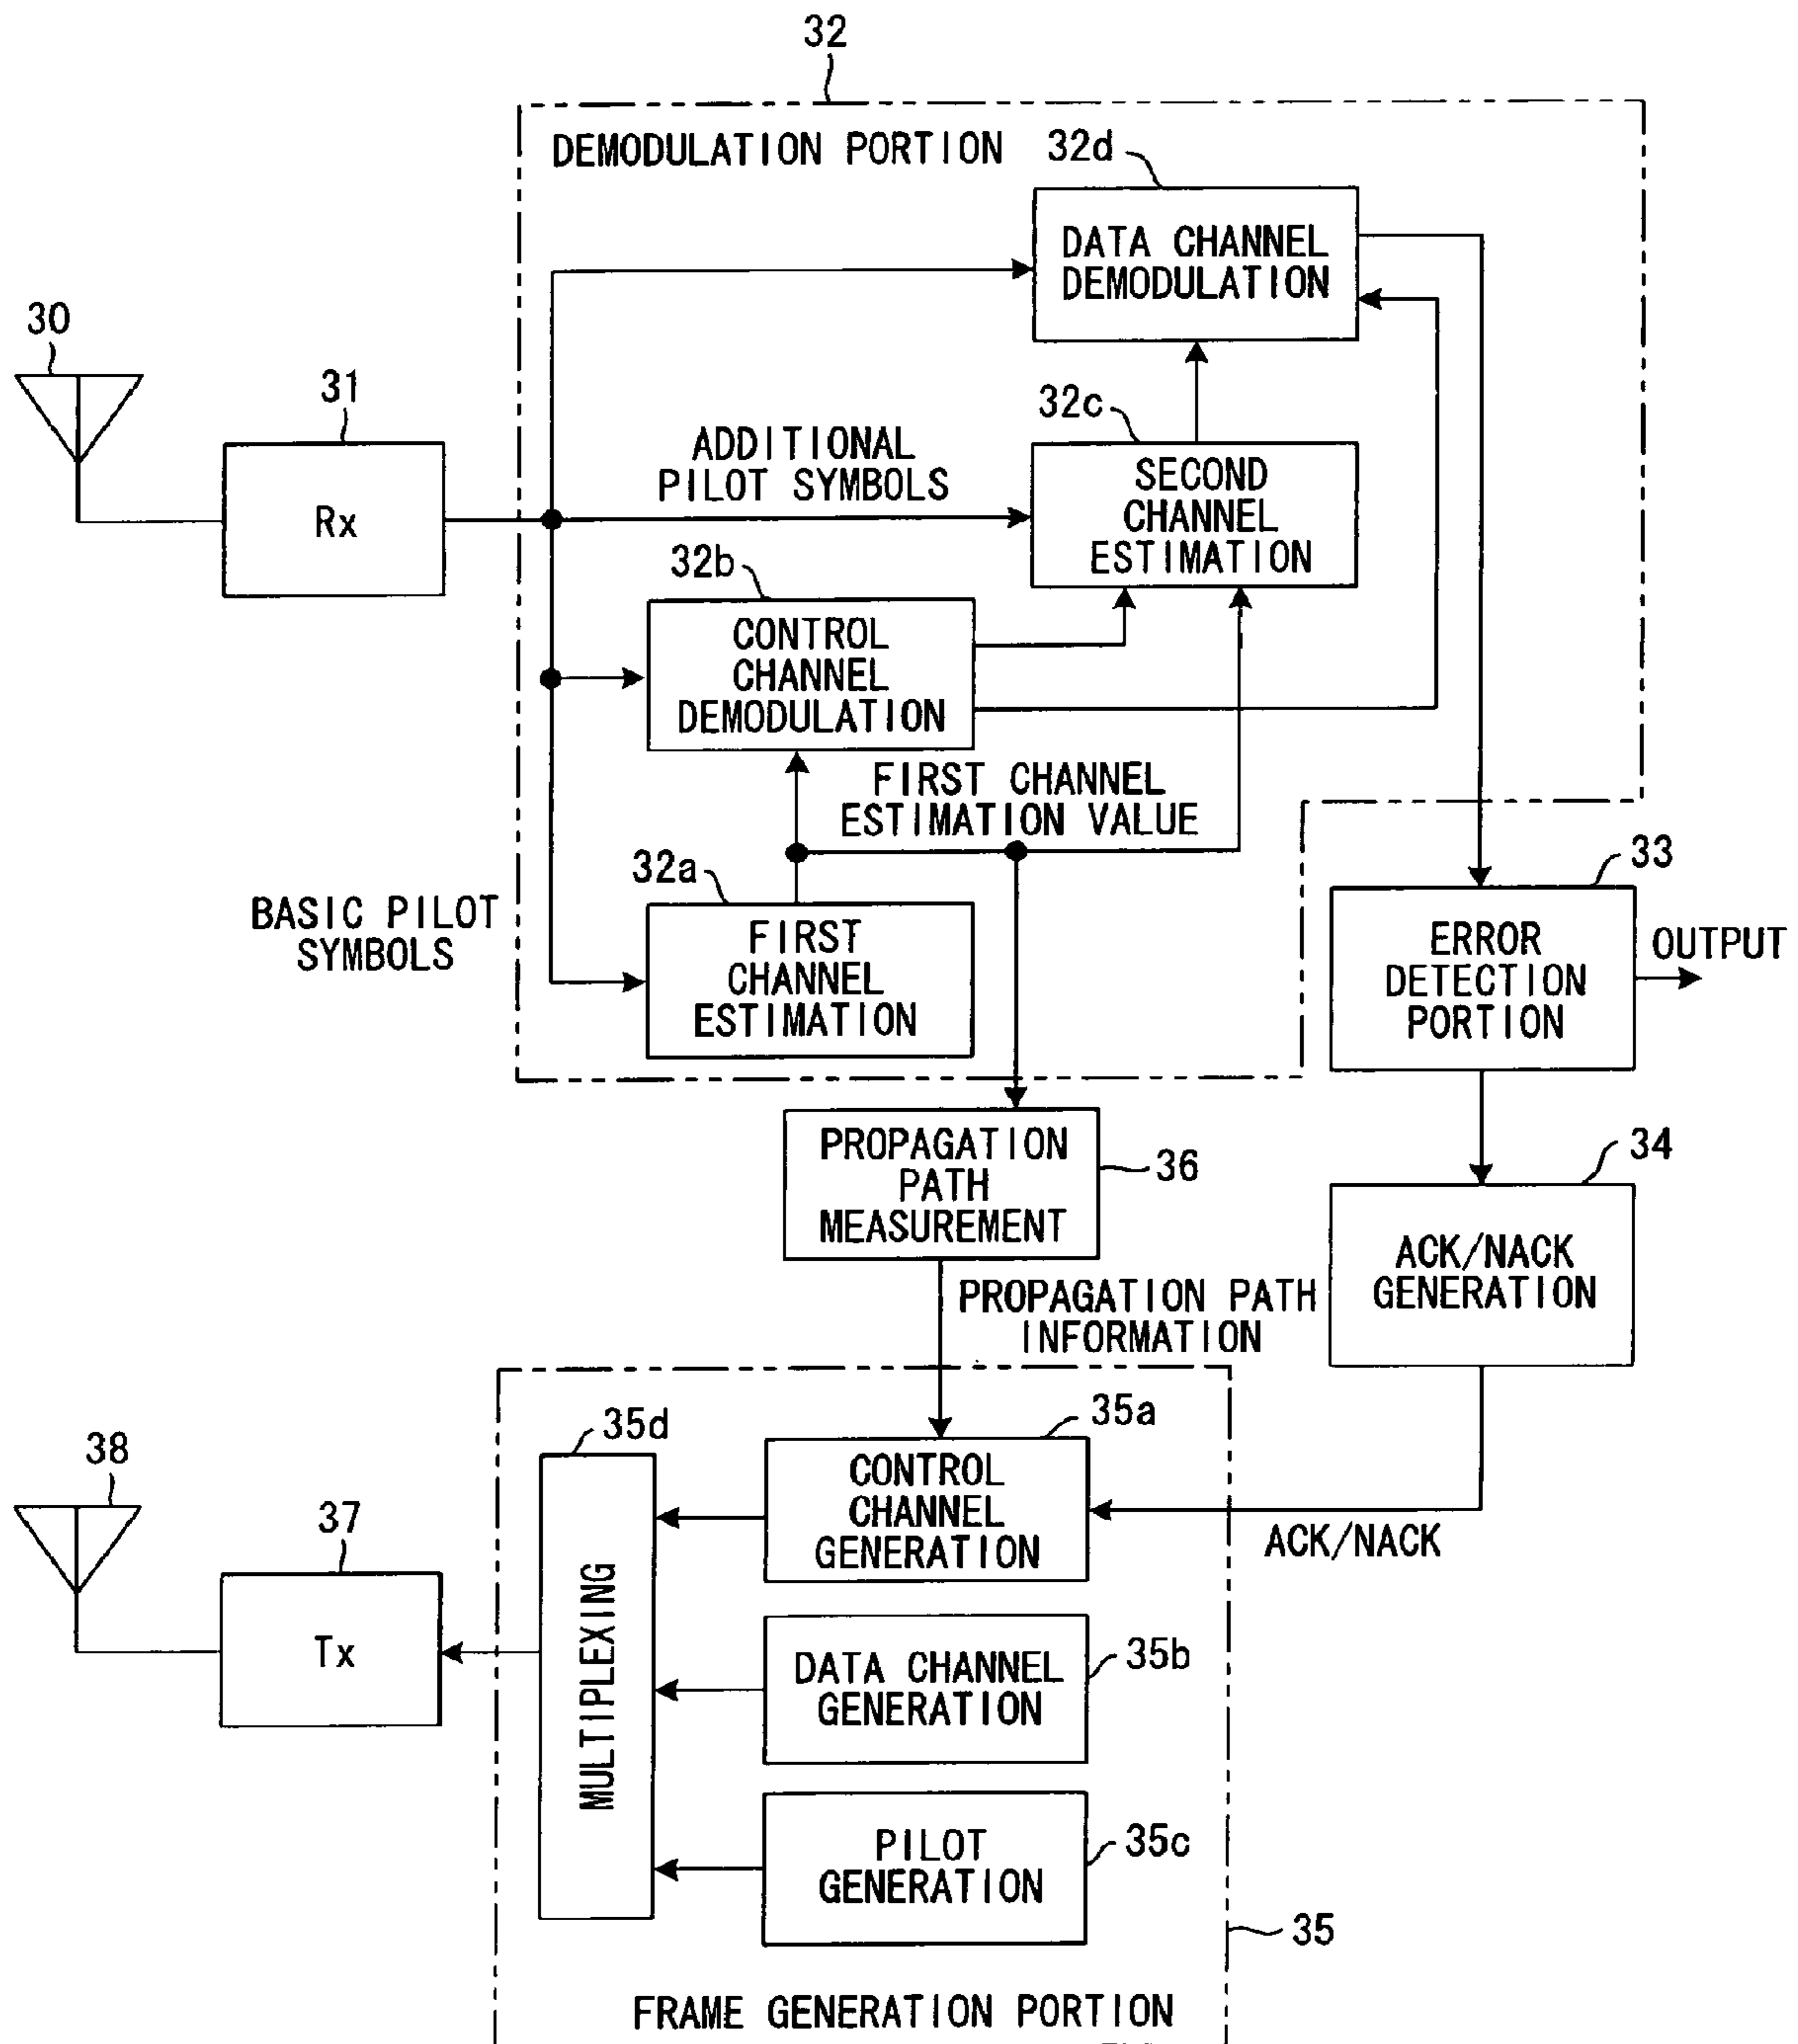 32
DEMODULATION PORTION
32d
DATA CHANNEL
DEMODULATION
30
31
Rx
ADDITIONAL
PILOT SYMBOLS
32c
SECOND
CHANNEL
ESTIMATION
32b
CONTROL
CHANNEL
DEMODULATION
FIRST CHANNEL
ESTIMATION VALUE
32a
BASIC PILOT
SYMBOLS
FIRST
CHANNEL
ESTIMATION
33
ERROR
DETECTION
PORTION
OUTPUT
PROPAGATION
PATH
MEASUREMENT
36
34
ACK/NACK
GENERATION
PROPAGATION PATH
INFORMATION
35d
35a
CONTROL
CHANNEL
GENERATION
ACK/NACK
38
37
Tx
MULTIPLEXING
DATA CHANNEL
GENERATION
35b
PILOT
GENERATION
35c
35
FRAME GENERATION PORTION